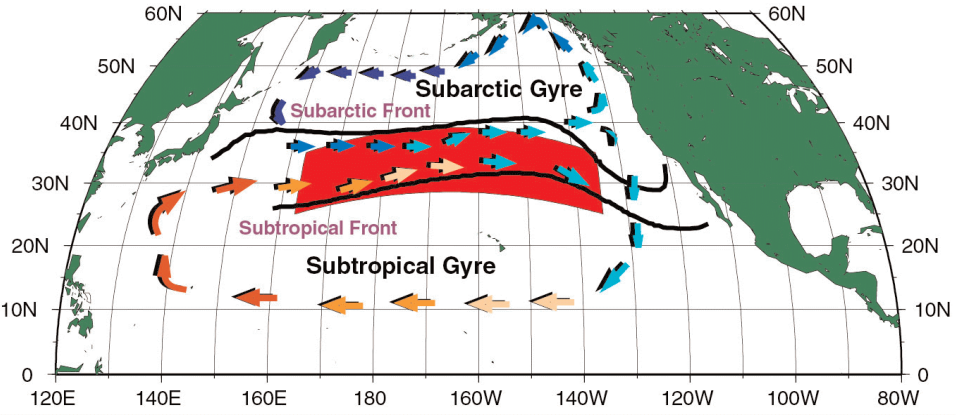 60N 60N
50N 50N
Subarctic Gyre
Subarctic Front
40N 40N
30N 30N
Subtropical Front
20N 20N
Subtropical Gyre
10N 10N
0 0
120E 140E 160E 180 160W 140W 120W 100W 80W